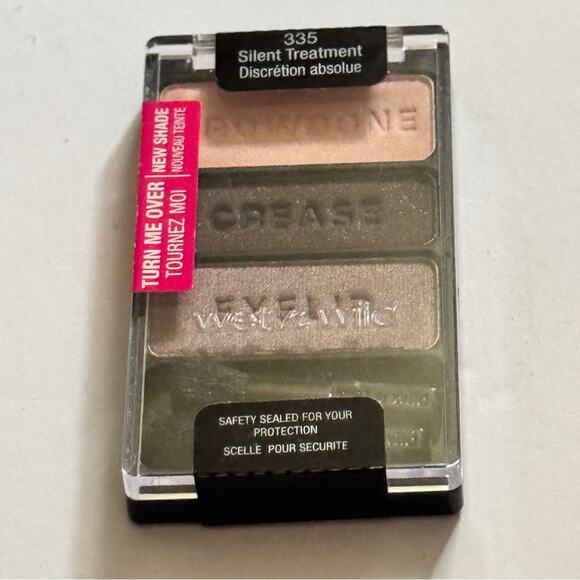 335
Silent Treatment
Discrétion absolue
TURN ME OVER
TOURNEZ MOI
NEW SHADE
NOUVEAU TEINTE
CREASE
EYELID
wet n wild
SAFETY SEALED FOR YOUR
PROTECTION
SCELLE POUR SECURITE